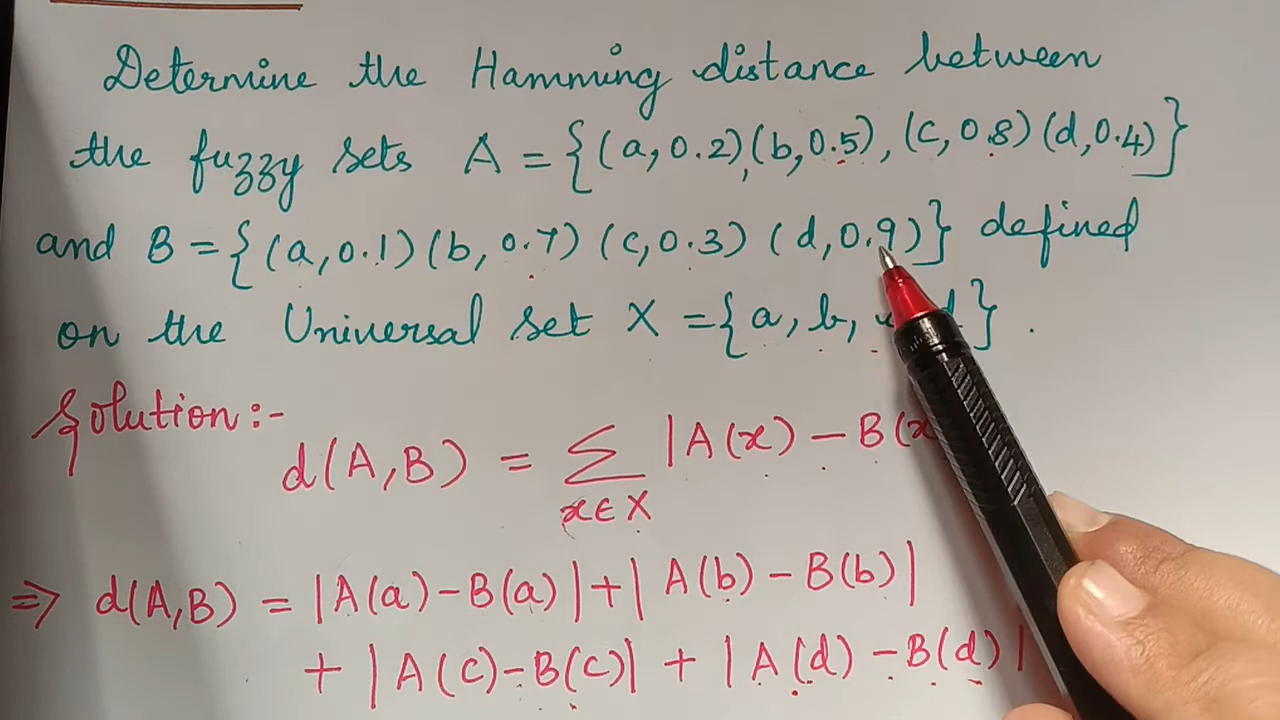 Determine the Hamming distance between
the fuzzy sets A = {(a, 0.2), (b, 0.5), (c, 0.8) (d, 0.4)}
and B = {(a, 0.1) (b, 0.7) (c, 0.3) (d, 0.9)} defined
on the Universal set X = {a, b, d}.
Solution:-
d(A,B) = ∑ |A(x) - B(x
x∈X
⇒ d(A,B) = |A(a) - B(a)| + |A(b) - B(b)|
+ |A(c) - B(c)| + |A(d) - B(d)|